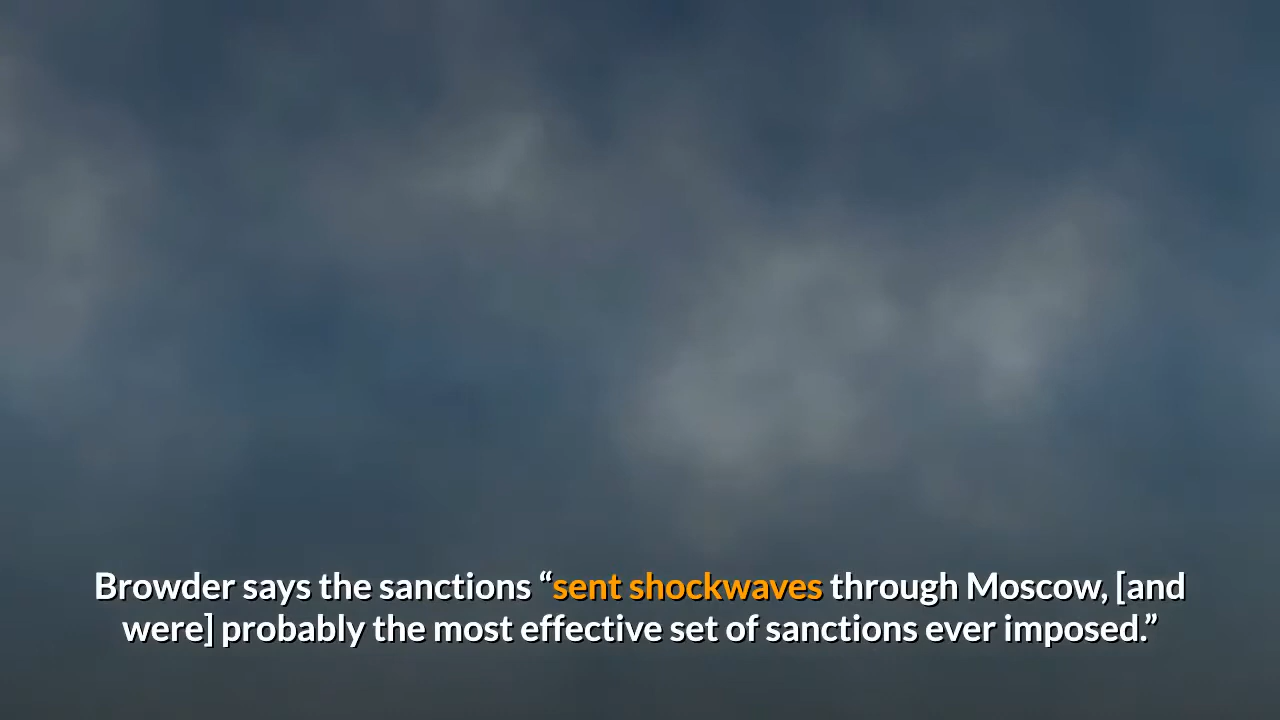 Browder says the sanctions “sent shockwaves through Moscow, [and
were] probably the most effective set of sanctions ever imposed.”